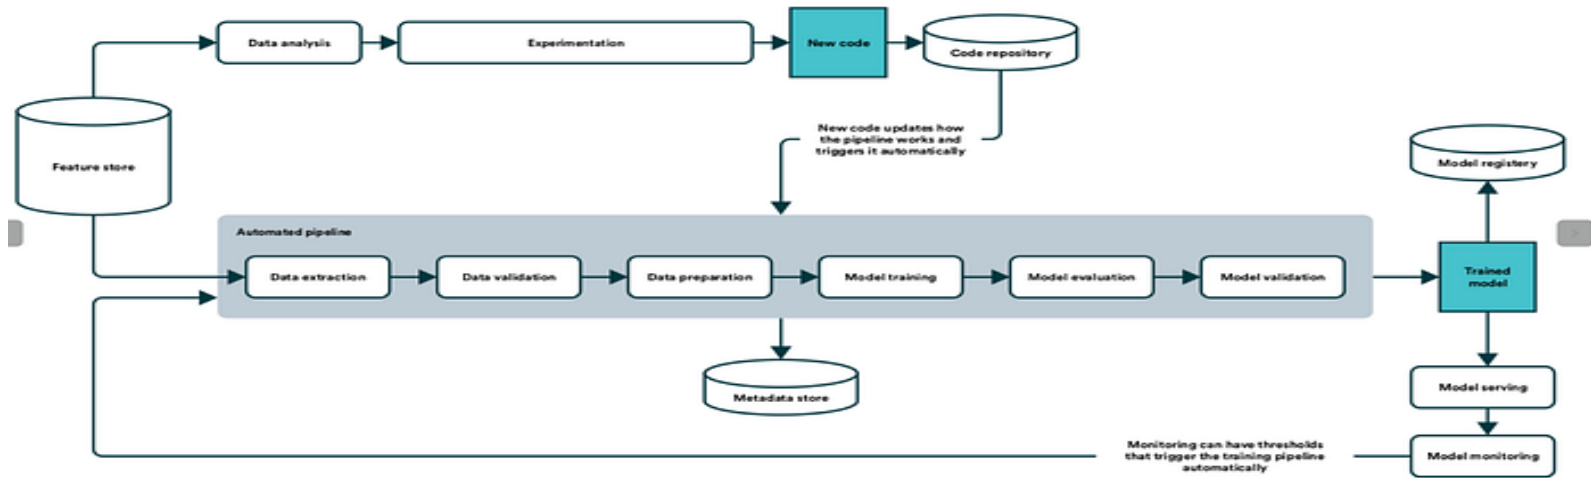 Data analysis
Experimentation
New code
Code repository
New code updates how
the pipeline works and
triggers it automatically
Feature store
Model registery
Automated pipeline
Data extraction
Data validation
Data preparation
Model training
Model evaluation
Model validation
Trained
model
Metadata store
Model serving
Monitoring can have thresholds
that trigger the training pipeline
automatically
Model monitoring